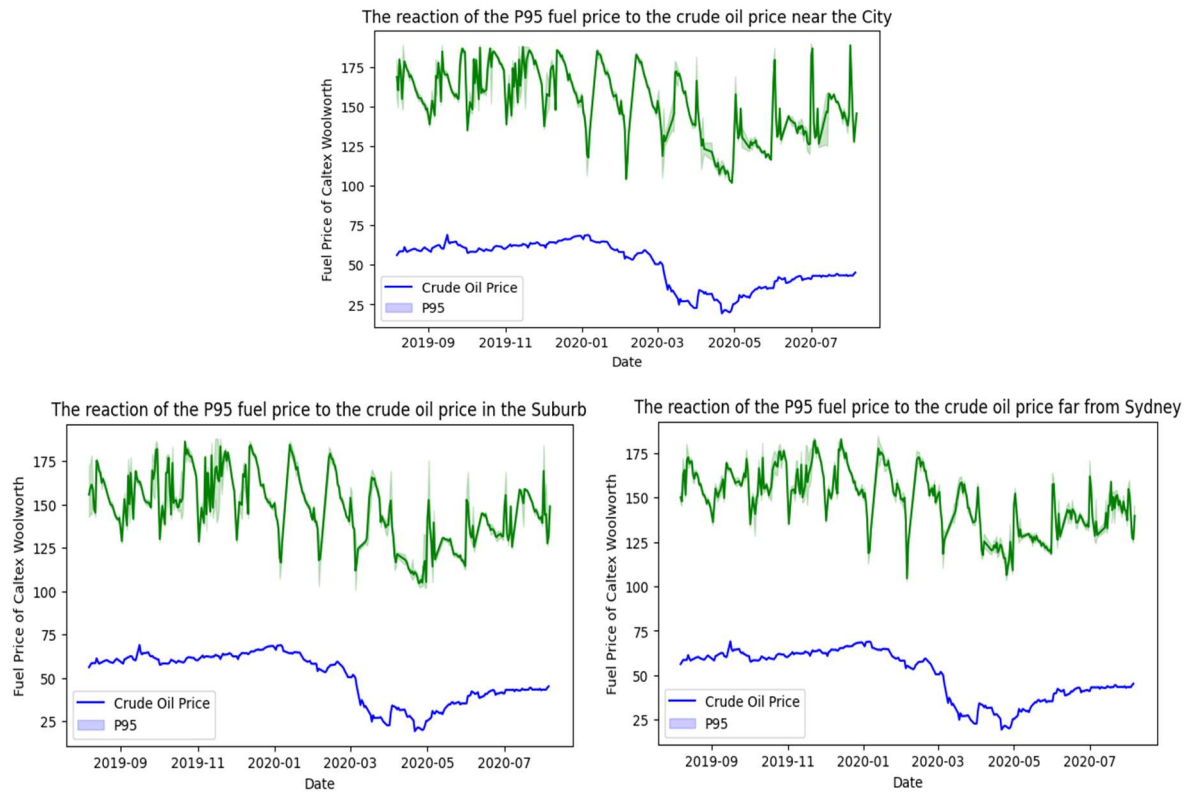 The reaction of the P95 fuel price to the crude oil price near the City
Fuel Price of Caltex Woolworth
175
150
125
100
75
50
25
Crude Oil Price
P95
2019-09 2019-11 2020-01 2020-03 2020-05 2020-07
Date
The reaction of the P95 fuel price to the crude oil price in the Suburb
Fuel Price of Caltex Woolworth
175
150
125
100
75
50
25
Crude Oil Price
P95
2019-09 2019-11 2020-01 2020-03 2020-05 2020-07
Date
The reaction of the P95 fuel price to the crude oil price far from Sydney
Fuel Price of Caltex Woolworth
175
150
125
100
75
50
25
Crude Oil Price
P95
2019-09 2019-11 2020-01 2020-03 2020-05 2020-07
Date